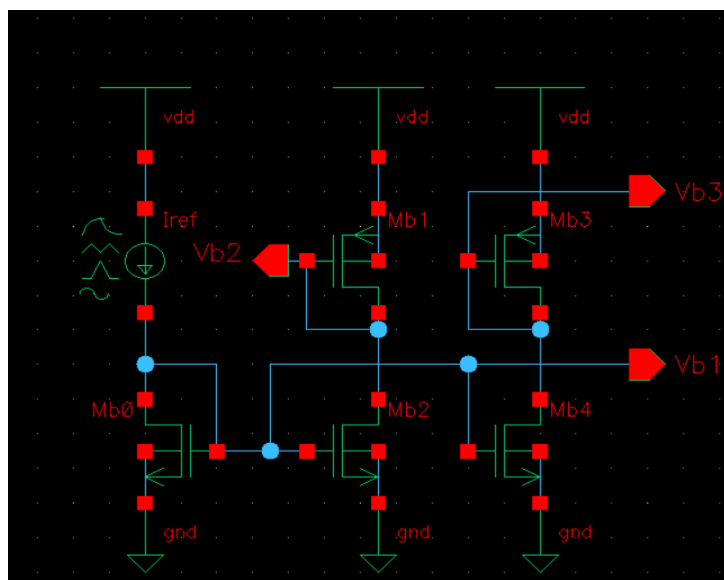 vdd vdd vdd
Iref Mb1 Mb3 Vb3
Vb2
Vb1
Mb0 Mb2 Mb4
gnd gnd gnd